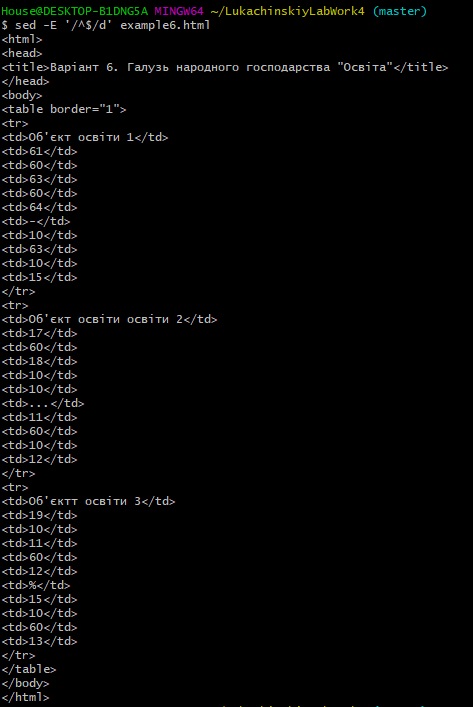 House@DESKTOP-B1DNG5A MINGW64 ~/LukachinskiyLabWork4 (master)
$ sed -E '/^$/d' example6.html
<html>
<head>
<title>Варіант 6. Галузь народного господарства "Освіта"</title>
</head>
<body>
<table border="1">
<tr>
<td>Об'єкт освіти 1</td>
<td>61</td>
<td>60</td>
<td>63</td>
<td>60</td>
<td>64</td>
<td>-</td>
<td>10</td>
<td>63</td>
<td>10</td>
<td>15</td>
</tr>
<tr>
<td>Об'єкт освіти освіти 2</td>
<td>17</td>
<td>60</td>
<td>18</td>
<td>10</td>
<td>10</td>
<td>...</td>
<td>11</td>
<td>60</td>
<td>10</td>
<td>12</td>
</tr>
<tr>
<td>Об'єктт освіти 3</td>
<td>19</td>
<td>10</td>
<td>11</td>
<td>60</td>
<td>12</td>
<td>%</td>
<td>15</td>
<td>10</td>
<td>60</td>
<td>13</td>
</tr>
</table>
</body>
</html>